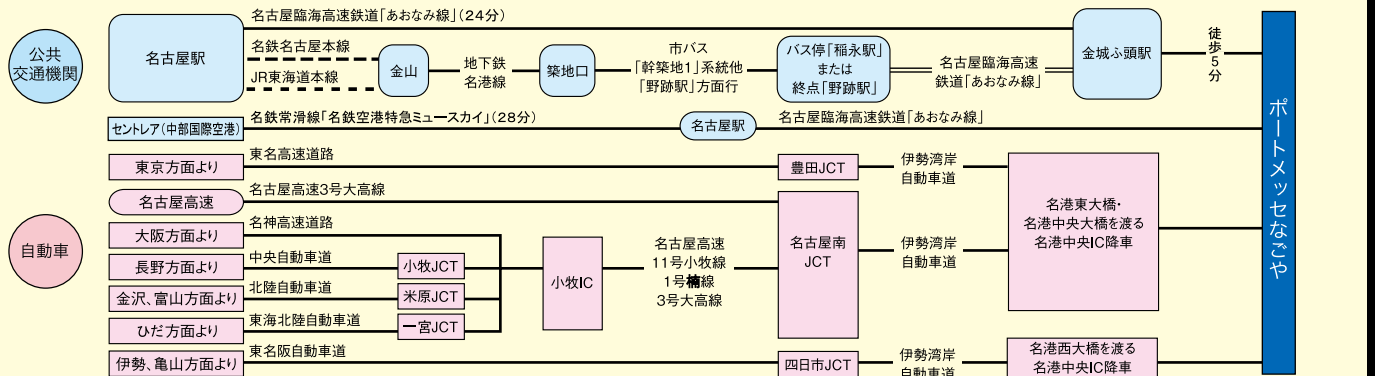 公共
交通機関
名古屋駅
名古屋臨海高速鉄道「あおなみ線」(24分)
名鉄名古屋本線
JR東海道本線
金山
地下鉄
名港線
築地口
市バス
「幹築地1」系統他
「野跡駅」方面行
バス停「稲永駅」
または
終点「野跡駅」
名古屋臨海高速
鉄道「あおなみ線」
金城ふ頭駅
徒歩5分
セントレア(中部国際空港)
名鉄常滑線「名鉄空港特急ミュースカイ」(28分)
名古屋駅
名古屋臨海高速鉄道「あおなみ線」
ポートメッセなごや
自動車
東京方面より
東名高速道路
豊田JCT
伊勢湾岸
自動車道
名古屋高速
名古屋高速3号大高線
大阪方面より
名神高速道路
長野方面より
中央自動車道
小牧JCT
金沢、富山方面より
北陸自動車道
米原JCT
ひだ方面より
東海北陸自動車道
一宮JCT
小牧IC
名古屋高速
11号小牧線
1号楠線
3号大高線
名古屋南
JCT
伊勢湾岸
自動車道
名港東大橋・
名港中央大橋を渡る
名港中央IC降車
伊勢、亀山方面より
東名阪自動車道
四日市JCT
伊勢湾岸
自動車道
名港西大橋を渡る
名港中央IC降車